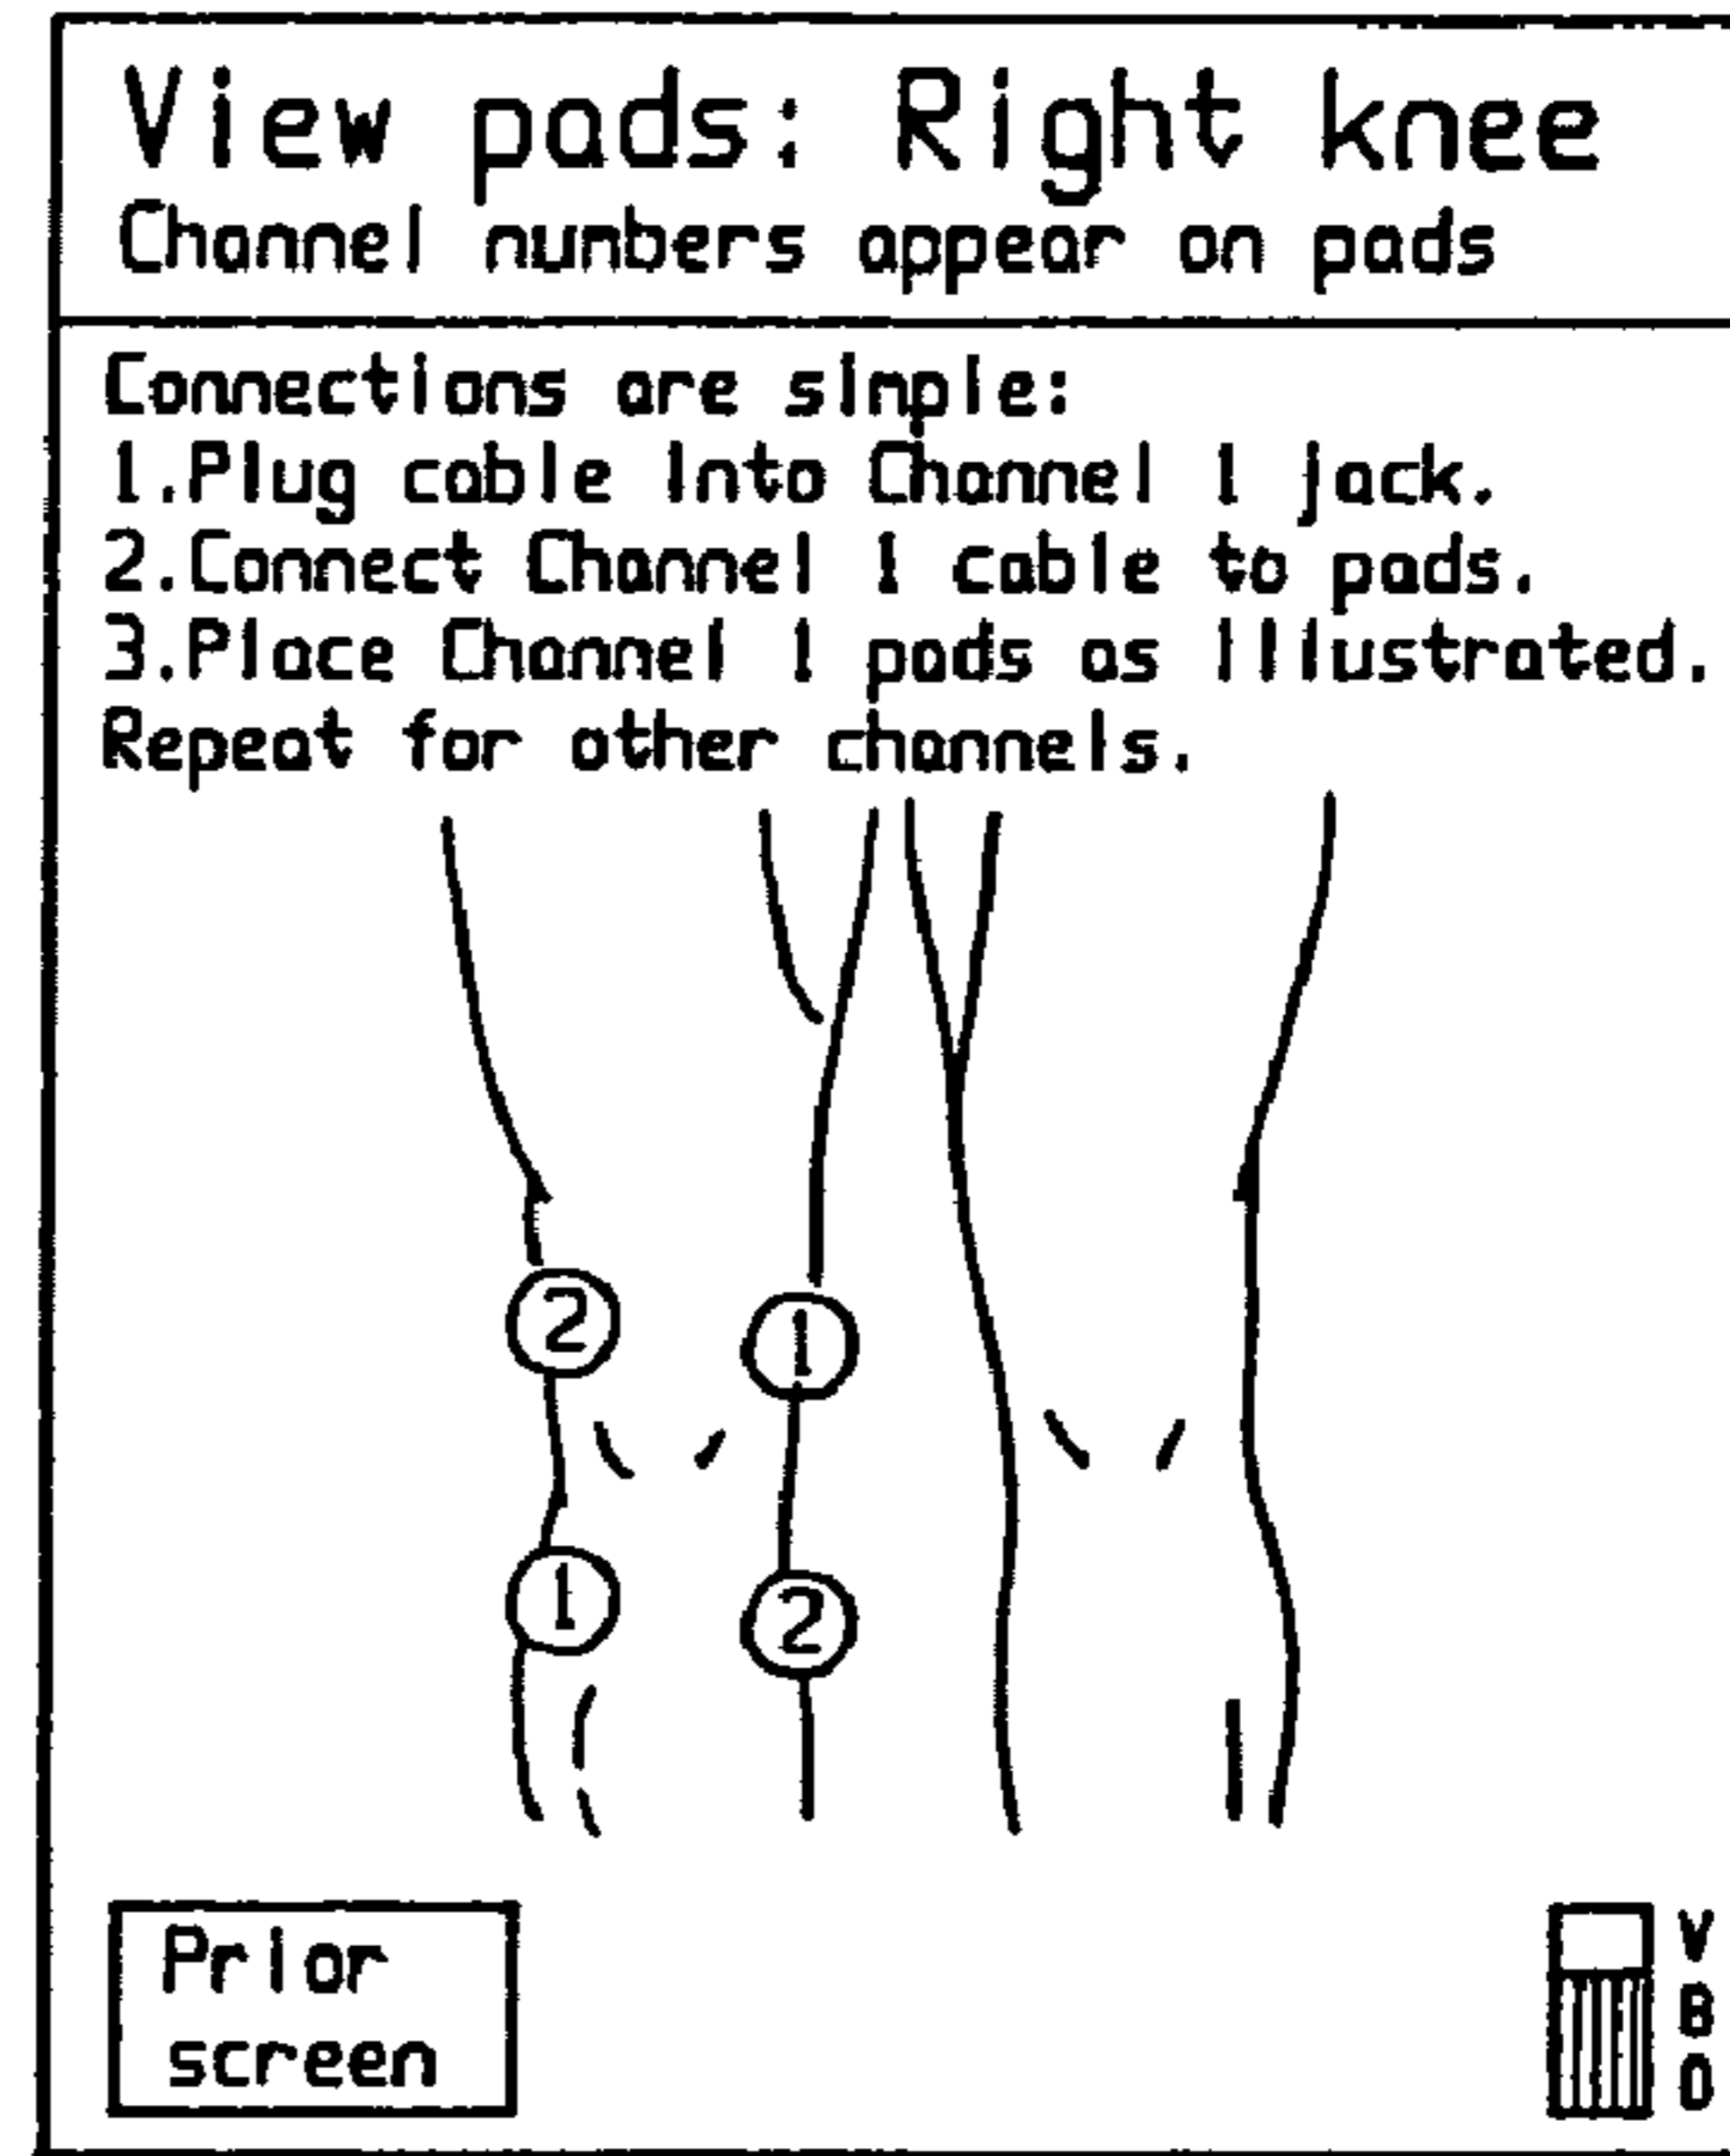 View pads: Right knee
Channel numbers appear on pads
Connections are simple:
1.Plug cable into Channel 1 jack.
2.Connect Channel 1 cable to pads.
3.Place Channel 1 pads as illustrated.
Repeat for other channels.
2
1
1
2
Prior
screen
V
B
0